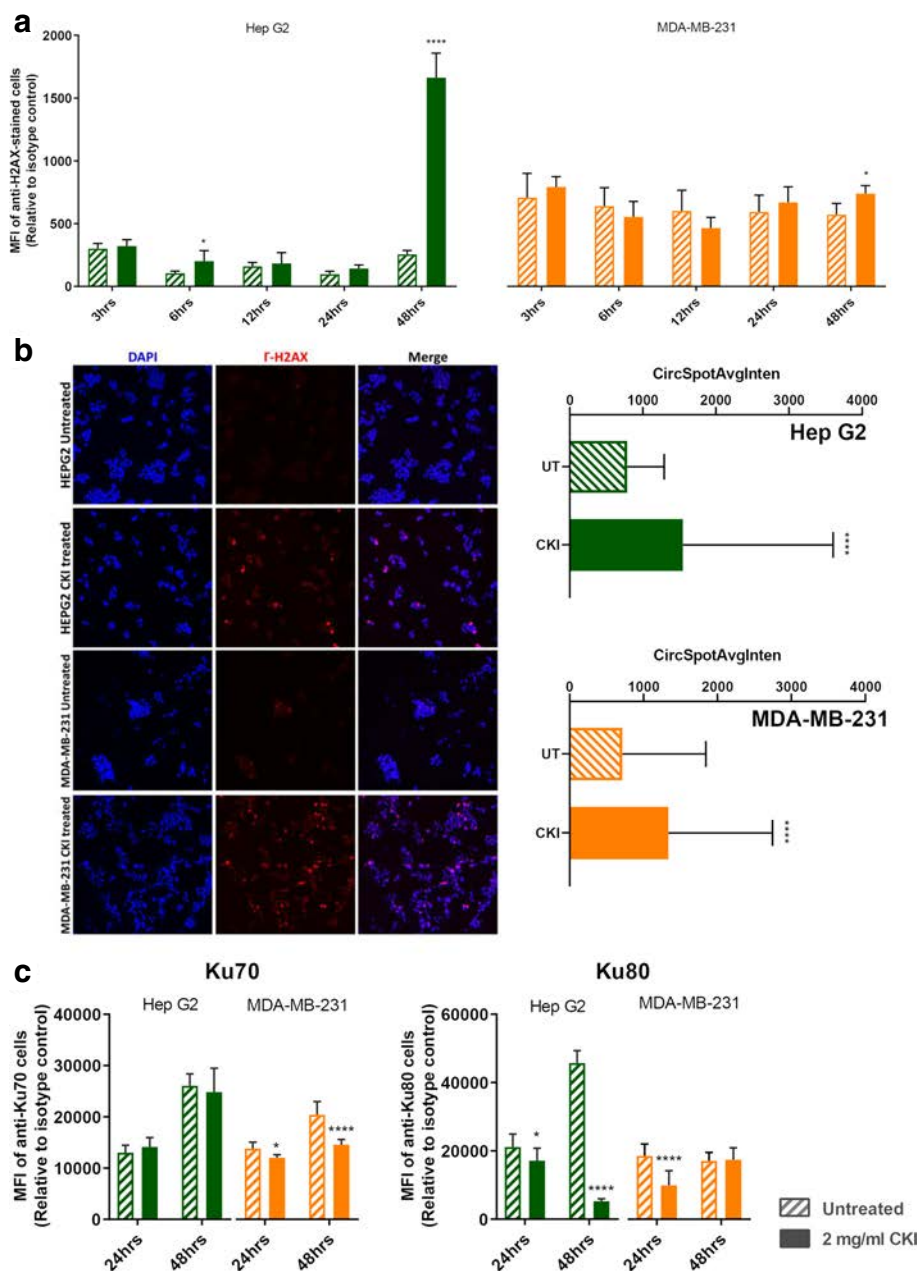 a
Hep G2
MDA-MB-231
MFI of anti-H2AX-stained cells
(Relative to isotype control)
2000
1500
1000
500
0
****
*
*
3hrs
6hrs
12hrs
24hrs
48hrs
3hrs
6hrs
12hrs
24hrs
48hrs
b
DAPI
Γ-H2AX
Merge
HEPG2 Untreated
HEPG2 CKI treated
MDA-MB-231 Untreated
MDA-MB-231 CKI treated
CircSpotAvgInten
0 1000 2000 3000 4000
Hep G2
UT
CKI
****
CircSpotAvgInten
0 1000 2000 3000 4000
MDA-MB-231
UT
CKI
****
c
Ku70
Hep G2
MDA-MB-231
MFI of anti-Ku70 cells
(Relative to isotype control)
40000
30000
20000
10000
0
*
****
24hrs
48hrs
24hrs
48hrs
Ku80
Hep G2
MDA-MB-231
MFI of anti-Ku80 cells
(Relative to isotype control)
60000
40000
20000
0
*
****
****
24hrs
48hrs
24hrs
48hrs
Untreated
2 mg/ml CKI